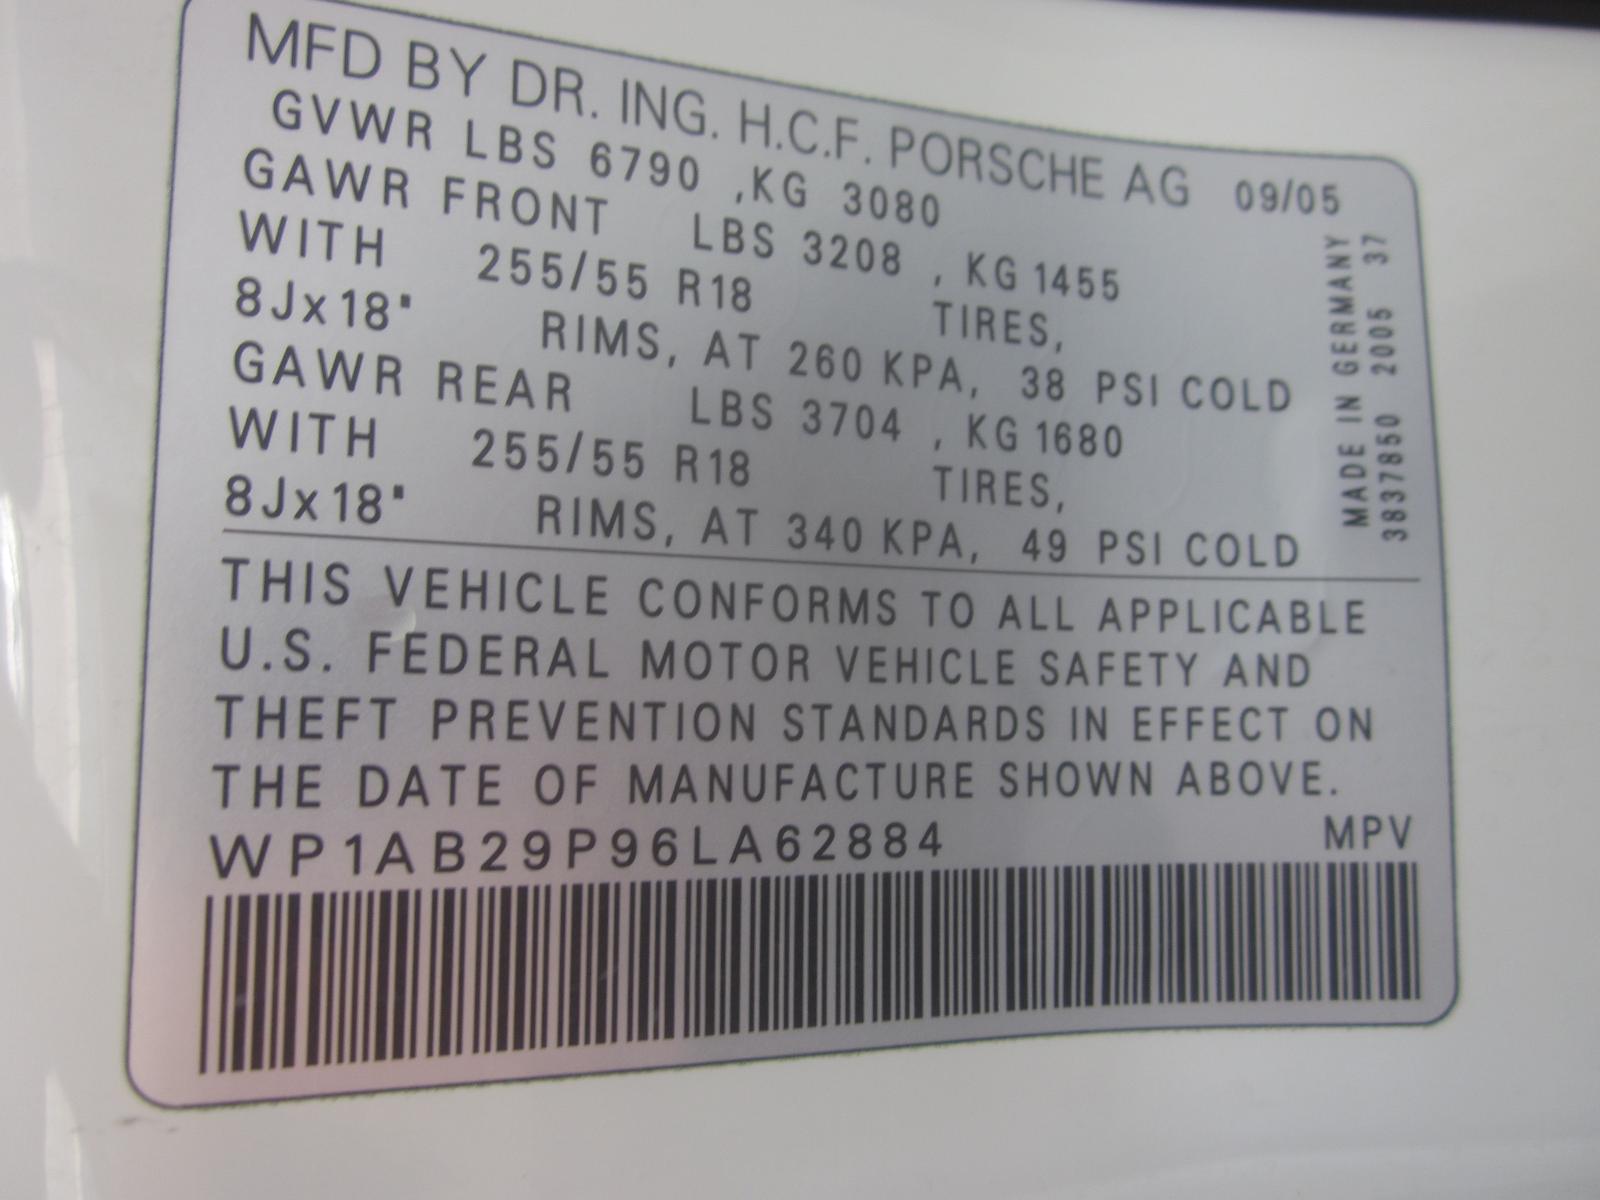 MFD BY DR. ING. H.C.F. PORSCHE AG 09/05
GVWR LBS 6790 ,KG 3080
GAWR FRONT LBS 3208 , KG 1455
WITH 255/55 R18 TIRES,
8Jx18" RIMS, AT 260 KPA, 38 PSI COLD
GAWR REAR LBS 3704 , KG 1680
WITH 255/55 R18 TIRES,
8Jx18" RIMS, AT 340 KPA, 49 PSI COLD
MADE IN GERMANY
3837850 2005 37
THIS VEHICLE CONFORMS TO ALL APPLICABLE
U.S. FEDERAL MOTOR VEHICLE SAFETY AND
THEFT PREVENTION STANDARDS IN EFFECT ON
THE DATE OF MANUFACTURE SHOWN ABOVE.
WP1AB29P96LA62884 MPV